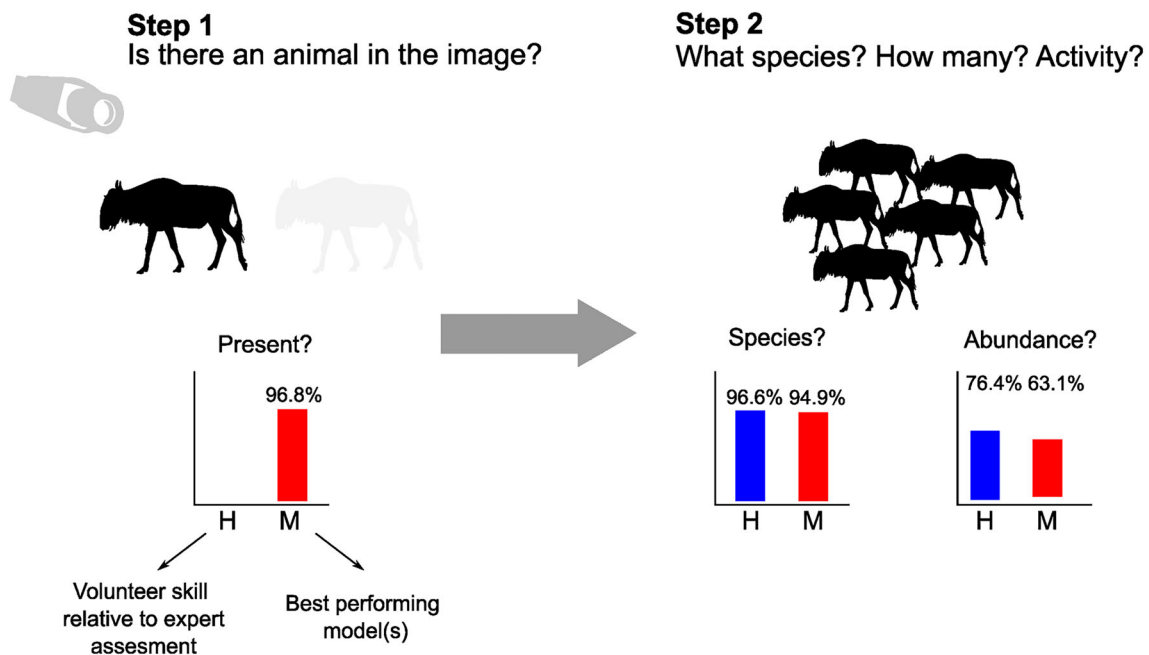 Step 1
Is there an animal in the image?
Present?
96.8%
H M
Volunteer skill
relative to expert
assesment
Best performing
model(s)
Step 2
What species? How many? Activity?
Species?
96.6% 94.9%
H M
Abundance?
76.4% 63.1%
H M